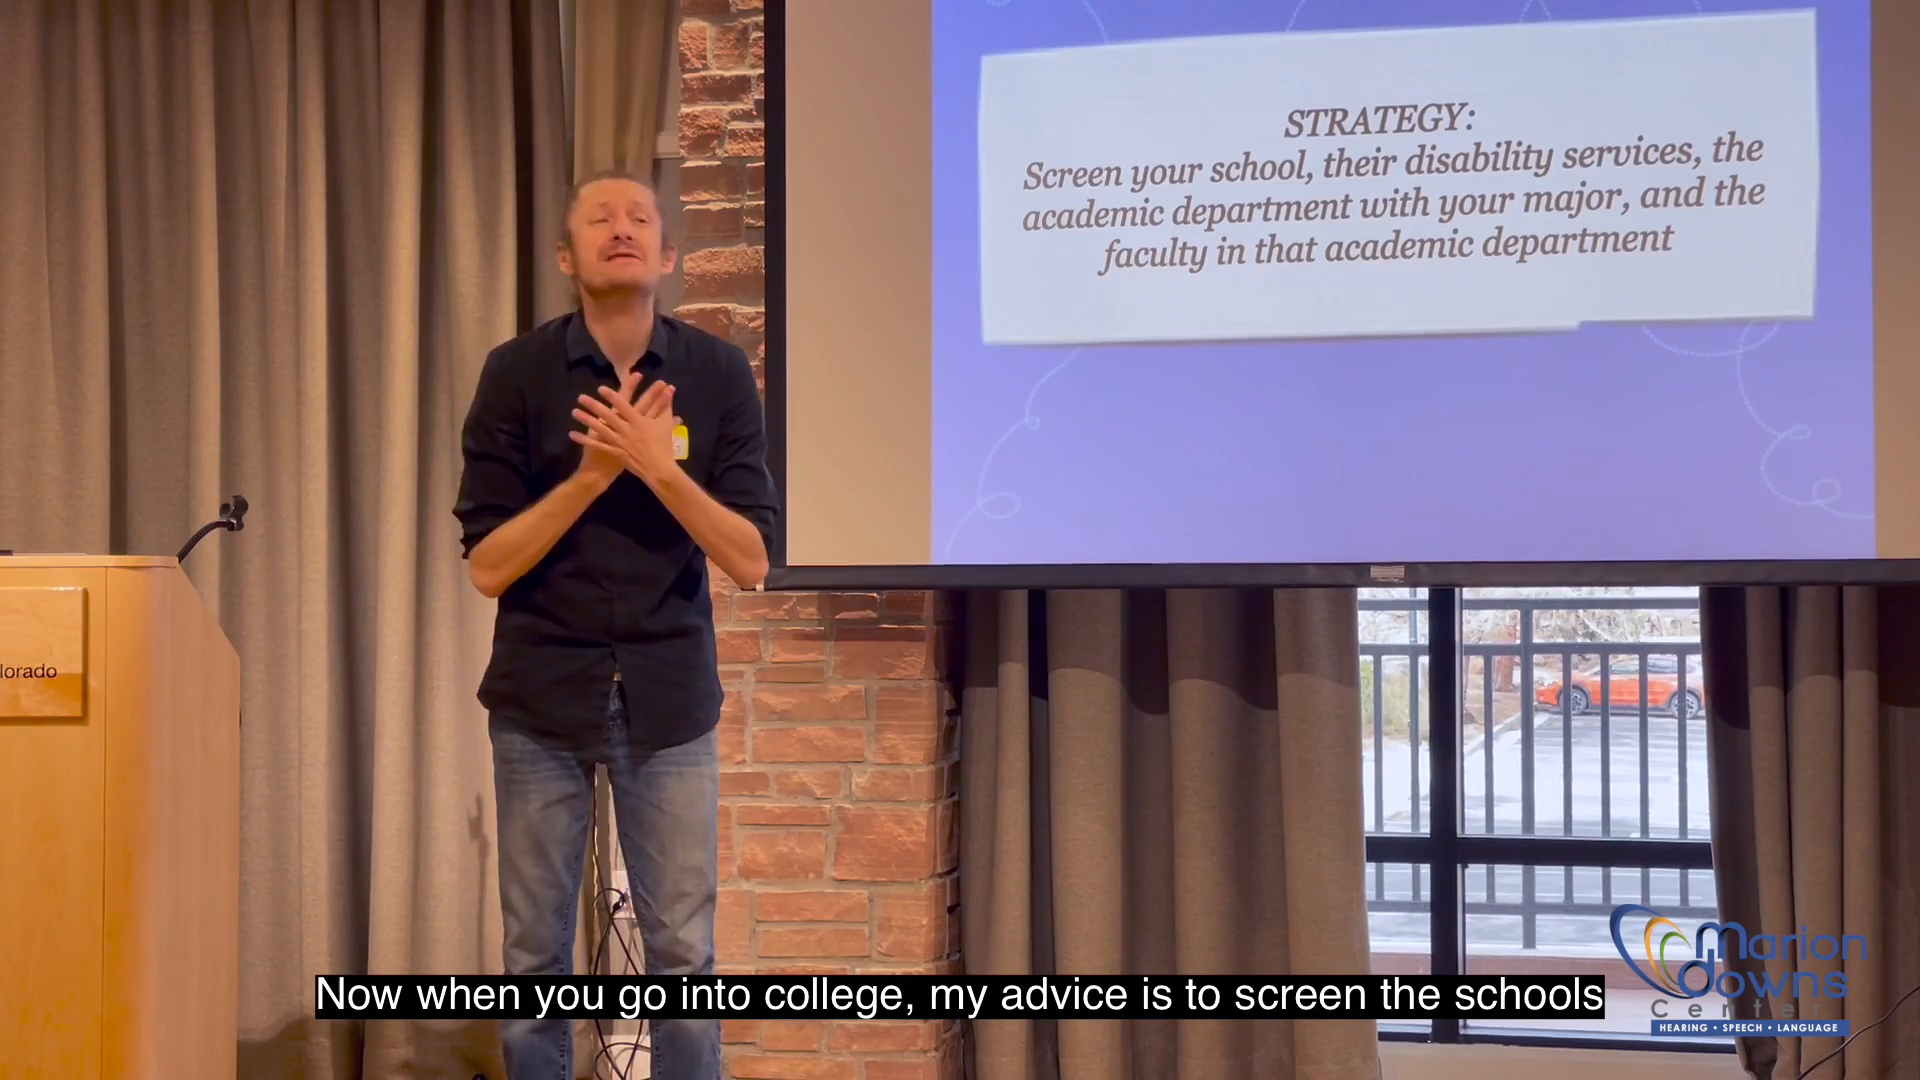 STRATEGY:
Screen your school, their disability services, the
academic department with your major, and the
faculty in that academic department
lorado
Now when you go into college, my advice is to screen the schools
Marion
Downs
Center
HEARING • SPEECH • LANGUAGE